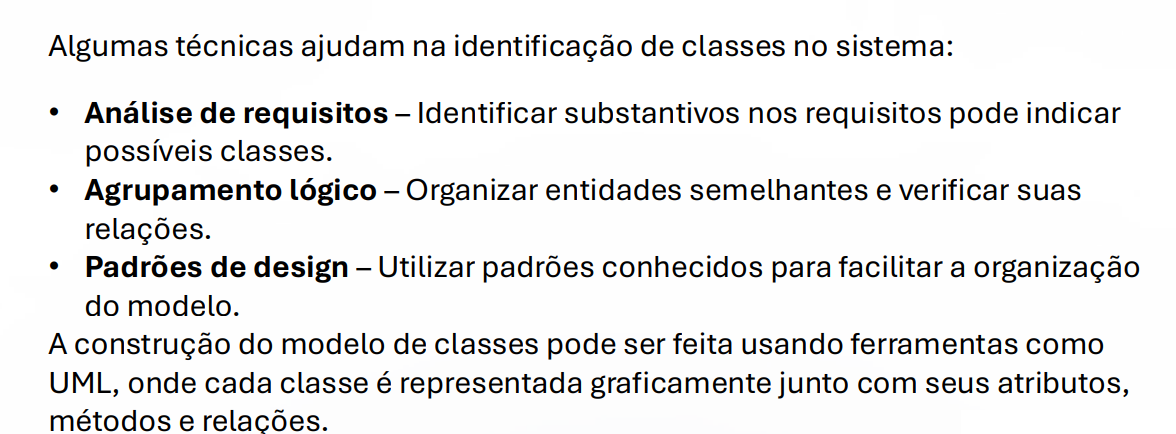 Algumas técnicas ajudam na identificação de classes no sistema:
• Análise de requisitos – Identificar substantivos nos requisitos pode indicar
possíveis classes.
• Agrupamento lógico – Organizar entidades semelhantes e verificar suas
relações.
• Padrões de design – Utilizar padrões conhecidos para facilitar a organização
do modelo.
A construção do modelo de classes pode ser feita usando ferramentas como
UML, onde cada classe é representada graficamente junto com seus atributos,
métodos e relações.